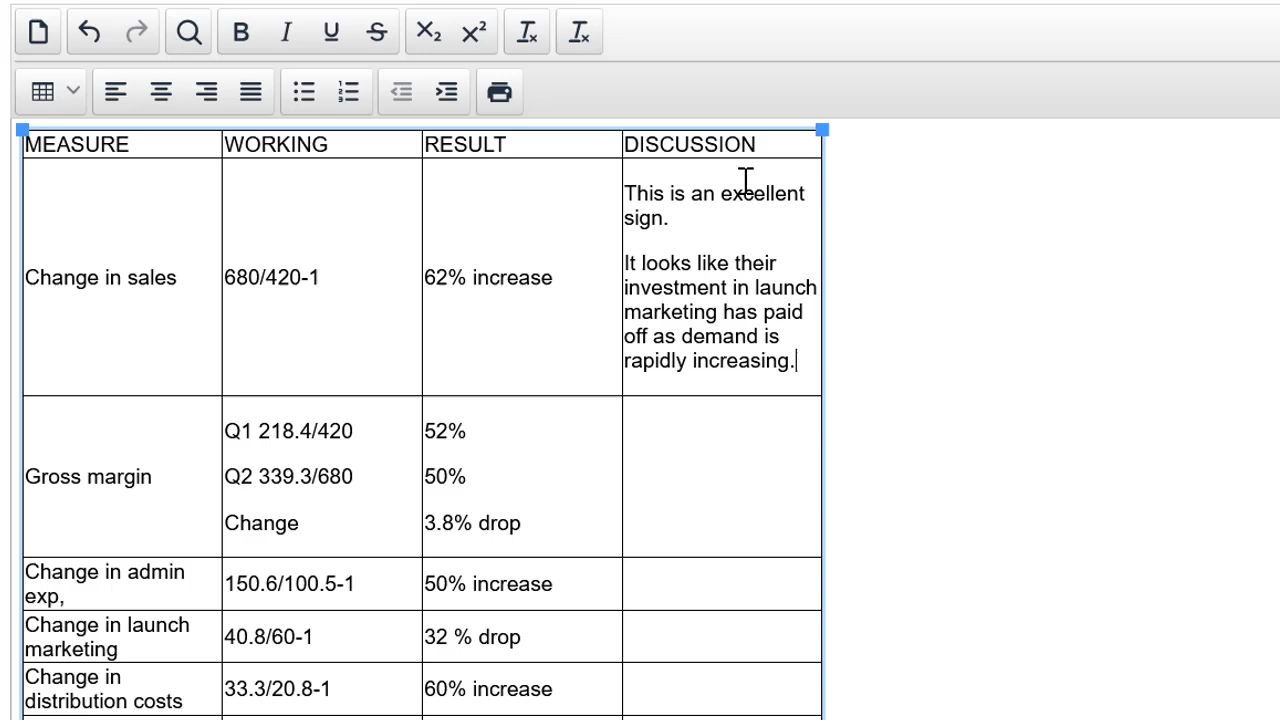 MEASURE WORKING RESULT DISCUSSION
Change in sales 680/420-1 62% increase
This is an excellent
sign.
It looks like their
investment in launch
marketing has paid
off as demand is
rapidly increasing.
Gross margin
Q1 218.4/420 52%
Q2 339.3/680 50%
Change 3.8% drop
Change in admin
exp,
150.6/100.5-1 50% increase
Change in launch
marketing
40.8/60-1 32 % drop
Change in
distribution costs
33.3/20.8-1 60% increase